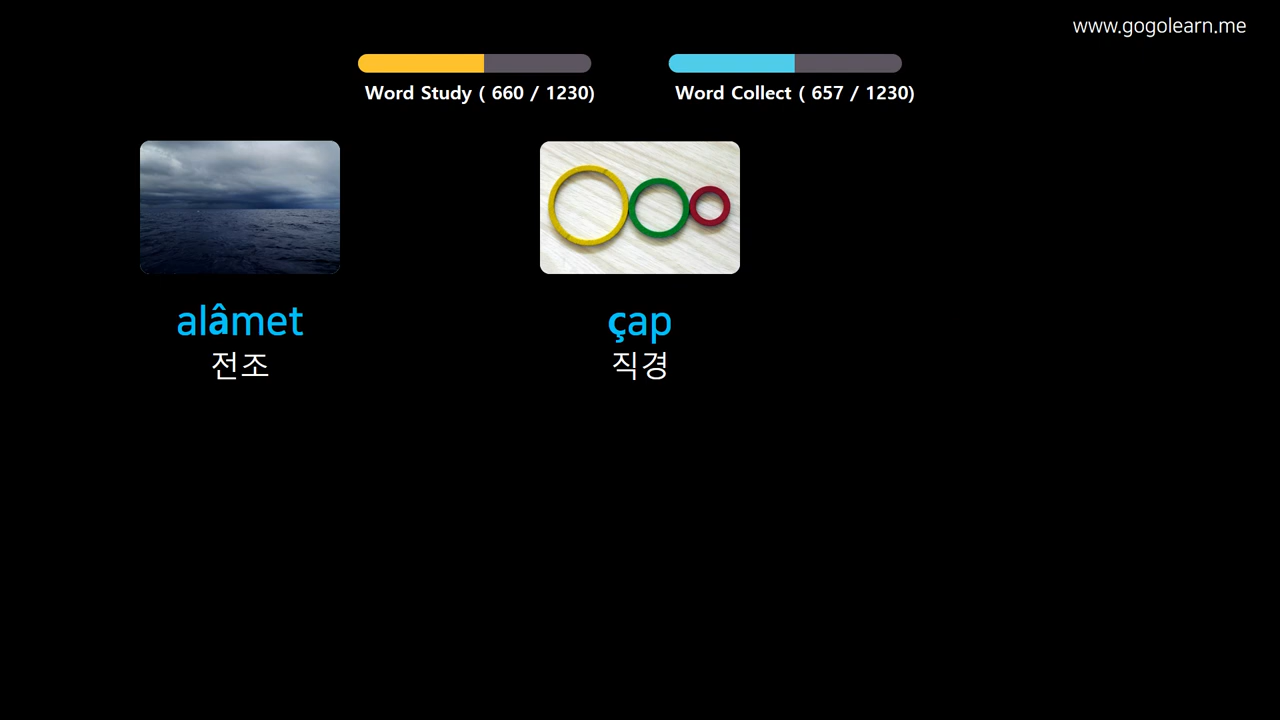 www.gogolearn.me
Word Study ( 660 / 1230)
Word Collect ( 657 / 1230)
alâmet
전조
çap
직경